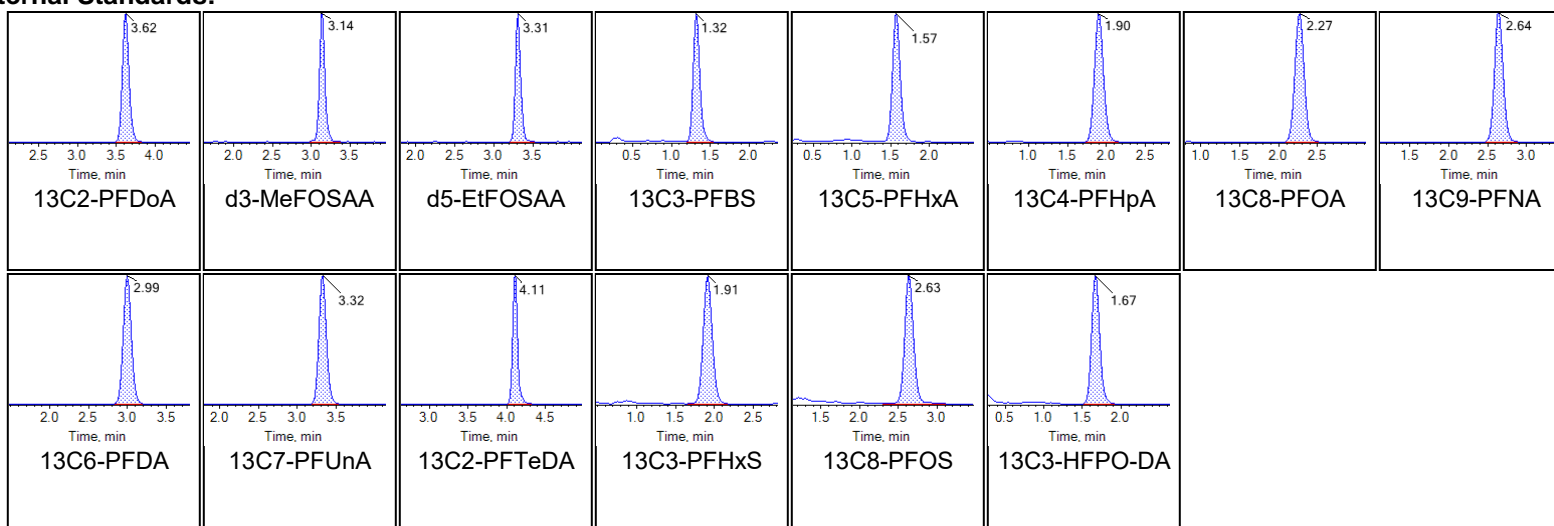 ternal Standards:
3.62
2.5 3.0 3.5 4.0
Time, min
13C2-PFDoA
3.14
2.0 2.5 3.0 3.5
Time, min
d3-MeFOSAA
3.31
2.0 2.5 3.0 3.5
Time, min
d5-EtFOSAA
1.32
0.5 1.0 1.5 2.0
Time, min
13C3-PFBS
1.57
0.5 1.0 1.5 2.0
Time, min
13C5-PFHxA
1.90
1.0 1.5 2.0 2.5
Time, min
13C4-PFHpA
2.27
1.0 1.5 2.0 2.5
Time, min
13C8-PFOA
2.64
1.5 2.0 2.5 3.0
Time, min
13C9-PFNA
2.99
2.0 2.5 3.0 3.5
Time, min
13C6-PFDA
3.32
2.0 2.5 3.0 3.5
Time, min
13C7-PFUnA
4.11
3.0 3.5 4.0 4.5
Time, min
13C2-PFTeDA
1.91
1.0 1.5 2.0 2.5
Time, min
13C3-PFHxS
2.63
1.5 2.0 2.5 3.0
Time, min
13C8-PFOS
1.67
0.5 1.0 1.5 2.0
Time, min
13C3-HFPO-DA